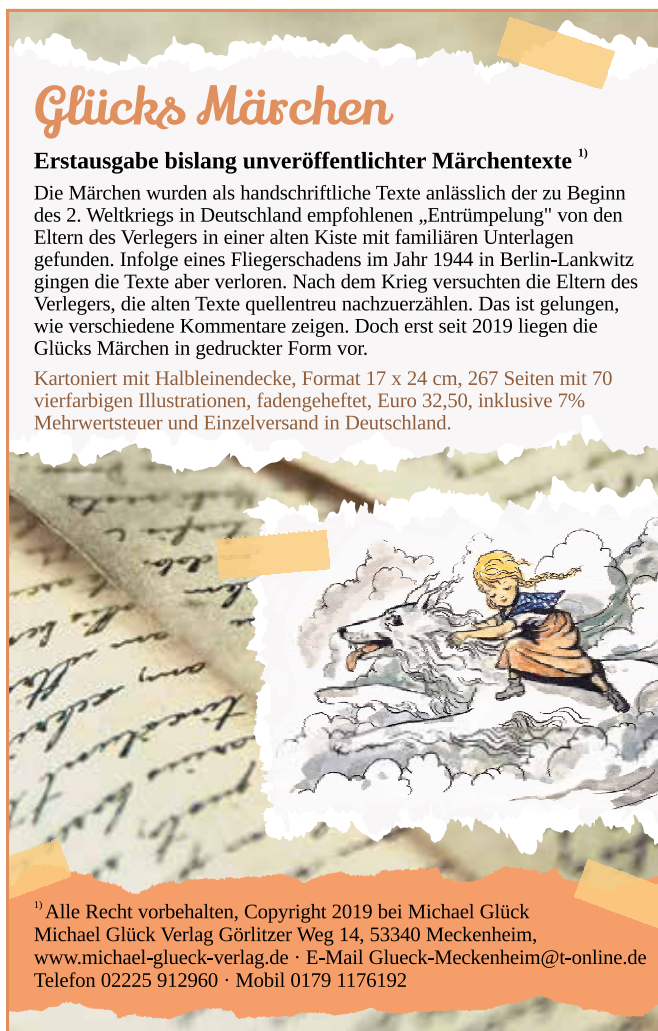 Glücks Märchen
Erstausgabe bislang unveröffentlichter Märchentexte ¹⁾
Die Märchen wurden als handschriftliche Texte anlässlich der zu Beginn
des 2. Weltkriegs in Deutschland empfohlenen „Entrümpelung" von den
Eltern des Verlegers in einer alten Kiste mit familiären Unterlagen
gefunden. Infolge eines Fliegerschadens im Jahr 1944 in Berlin-Lankwitz
gingen die Texte aber verloren. Nach dem Krieg versuchten die Eltern des
Verlegers, die alten Texte quellentreu nachzuerzählen. Das ist gelungen,
wie verschiedene Kommentare zeigen. Doch erst seit 2019 liegen die
Glücks Märchen in gedruckter Form vor.
Kartoniert mit Halbleinendecke, Format 17 x 24 cm, 267 Seiten mit 70
vierfarbigen Illustrationen, fadengeheftet, Euro 32,50, inklusive 7%
Mehrwertsteuer und Einzelversand in Deutschland.
¹⁾ Alle Recht vorbehalten, Copyright 2019 bei Michael Glück
Michael Glück Verlag Görlitzer Weg 14, 53340 Meckenheim,
www.michael-glueck-verlag.de · E-Mail Glueck-Meckenheim@t-online.de
Telefon 02225 912960 · Mobil 0179 1176192